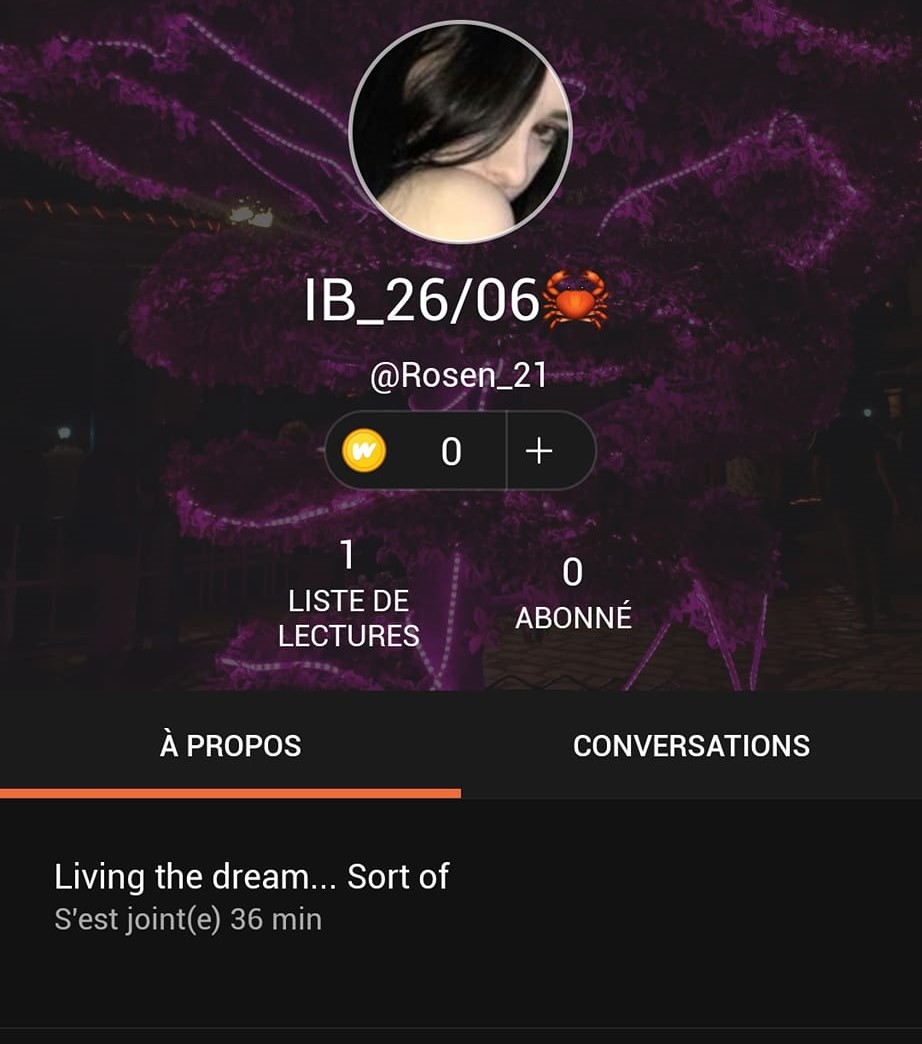 IB_26/06🦀
@Rosen_21
W 0 +
1
LISTE DE
LECTURES
0
ABONNÉ
À PROPOS
CONVERSATIONS
Living the dream... Sort of
S'est joint(e) 36 min